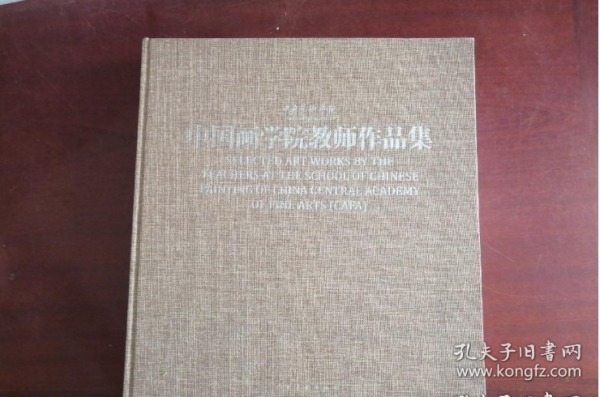 中国画学院教师作品集
SELECTED ART WORKS BY THE
TEACHERS AT THE SCHOOL OF CHINESE
PAINTING OF CHINA CENTRAL ACADEMY
OF FINE ARTS (CAFA)
孔夫子旧书网
www.kongfz.com